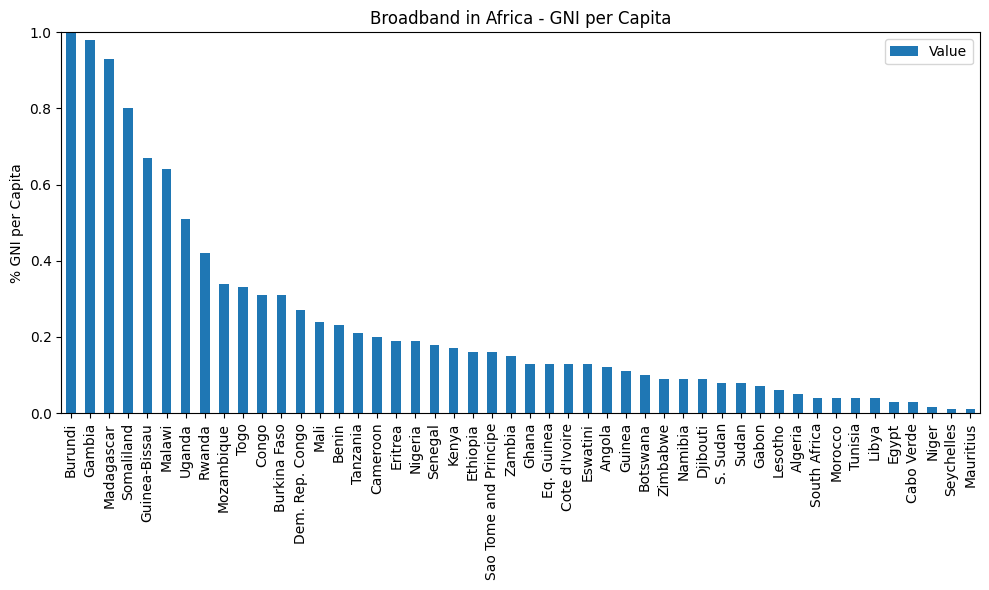 Broadband in Africa - GNI per Capita
Value
% GNI per Capita
1.0
0.8
0.6
0.4
0.2
0.0
Burundi
Gambia
Madagascar
Somaliland
Guinea-Bissau
Malawi
Uganda
Rwanda
Mozambique
Togo
Congo
Burkina Faso
Dem. Rep. Congo
Mali
Benin
Tanzania
Cameroon
Eritrea
Nigeria
Senegal
Kenya
Ethiopia
Sao Tome and Principe
Zambia
Ghana
Eq. Guinea
Cote d'Ivoire
Eswatini
Angola
Guinea
Botswana
Zimbabwe
Namibia
Djibouti
S. Sudan
Sudan
Gabon
Lesotho
Algeria
South Africa
Morocco
Tunisia
Libya
Egypt
Cabo Verde
Niger
Seychelles
Mauritius